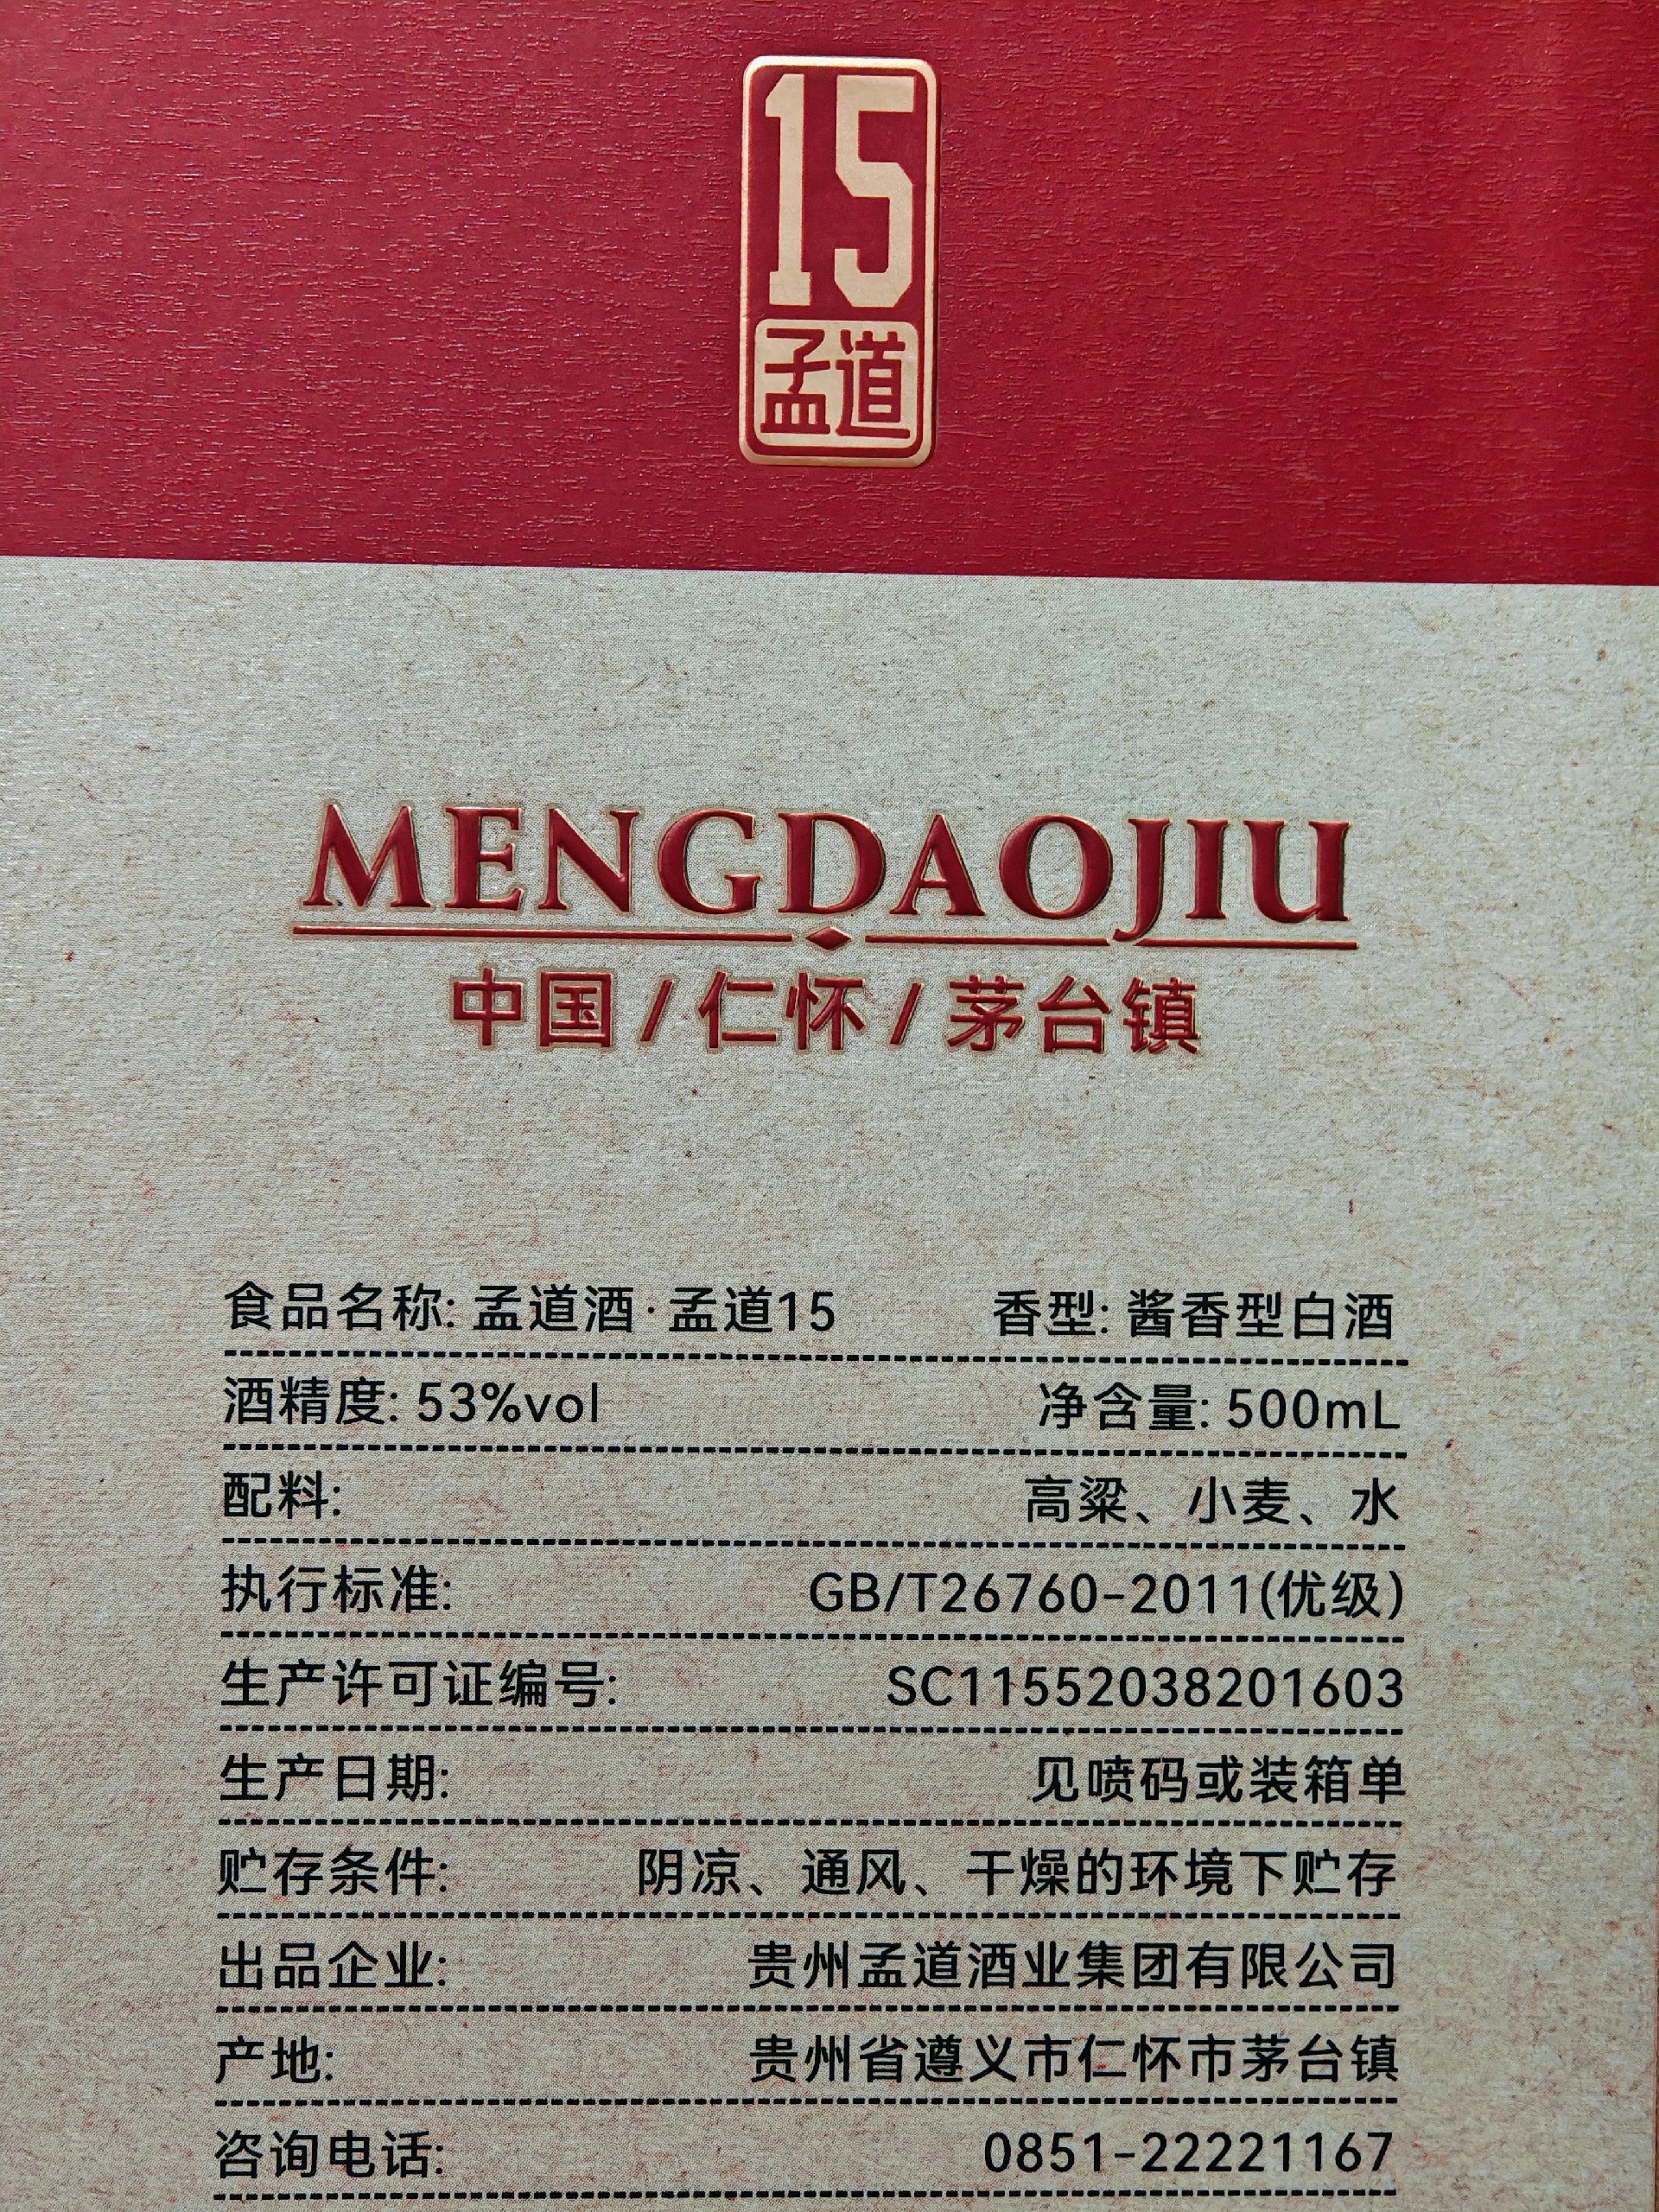 15
孟道
MENGDAOJIU
中国/仁怀/茅台镇
食品名称: 孟道酒·孟道15 香型: 酱香型白酒
酒精度: 53%vol 净含量: 500mL
配料: 高粱、小麦、水
执行标准: GB/T26760-2011(优级)
生产许可证编号: SC11552038201603
生产日期: 见喷码或装箱单
贮存条件: 阴凉、通风、干燥的环境下贮存
出品企业: 贵州孟道酒业集团有限公司
产地: 贵州省遵义市仁怀市茅台镇
咨询电话: 0851-22221167